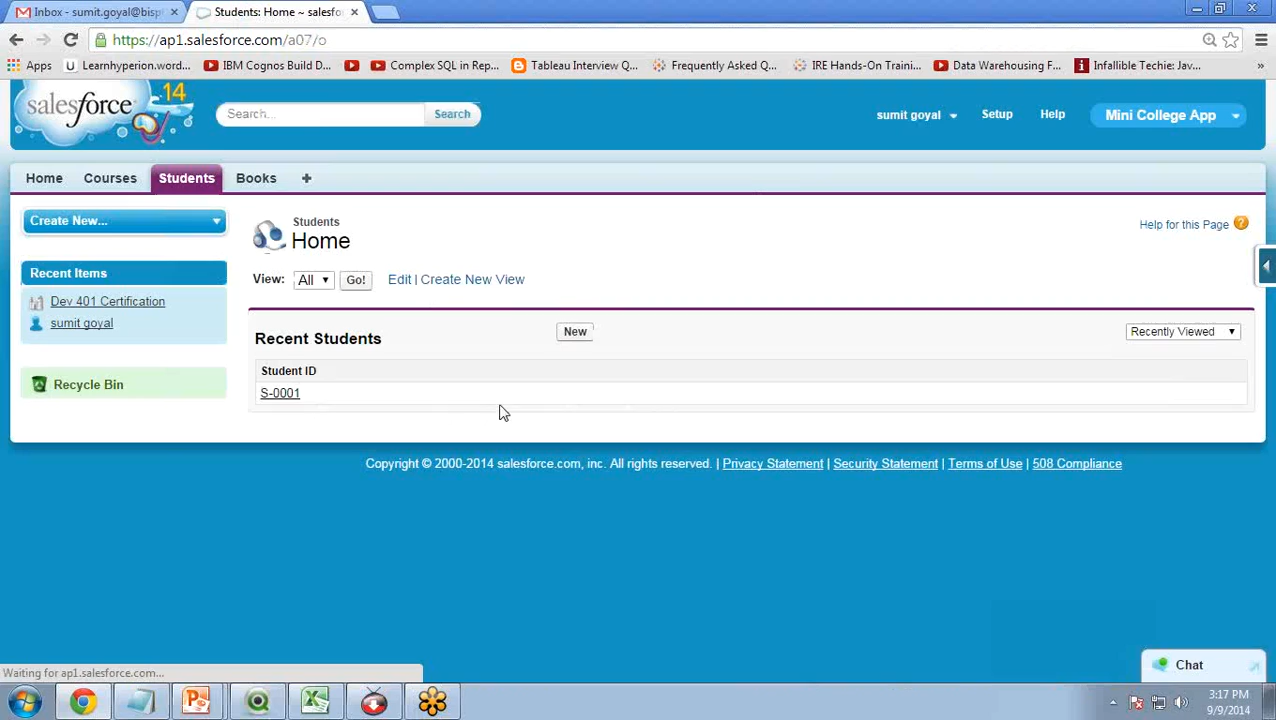 Inbox - sumit.goyal@bisp
Students: Home ~ salesfo
https://ap1.salesforce.com/a07/o
Apps Learnhyperion.word... IBM Cognos Build D... Complex SQL in Rep... Tableau Interview Q... Frequently Asked Q... IRE Hands-On Traini... Data Warehousing F... Infallible Techie: Jav... »
salesforce 14
Search... Search
sumit goyal Setup Help Mini College App
Home Courses Students Books +
Create New...
Students
Home
Help for this Page ?
Recent Items
Dev 401 Certification
sumit goyal
Recycle Bin
View: All Go! Edit | Create New View
Recent Students New Recently Viewed
Student ID
S-0001
Copyright © 2000-2014 salesforce.com, inc. All rights reserved. | Privacy Statement | Security Statement | Terms of Use | 508 Compliance
Waiting for ap1.salesforce.com...
Chat
3:17 PM
9/9/2014